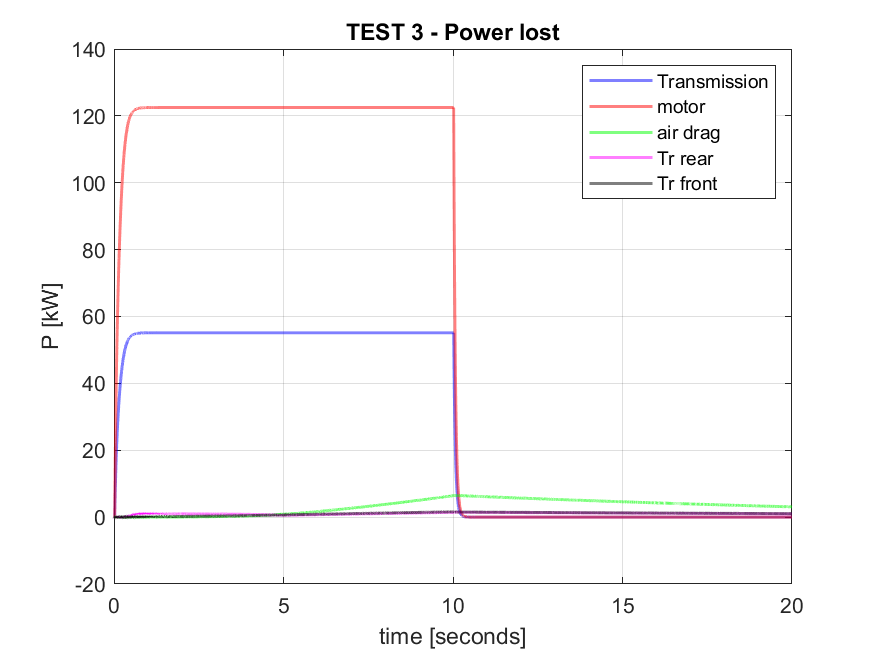 TEST 3 - Power lost
140
120
100
80
60
40
20
0
-20
P [kW]
Transmission
motor
air drag
Tr rear
Tr front
0 5 10 15 20
time [seconds]